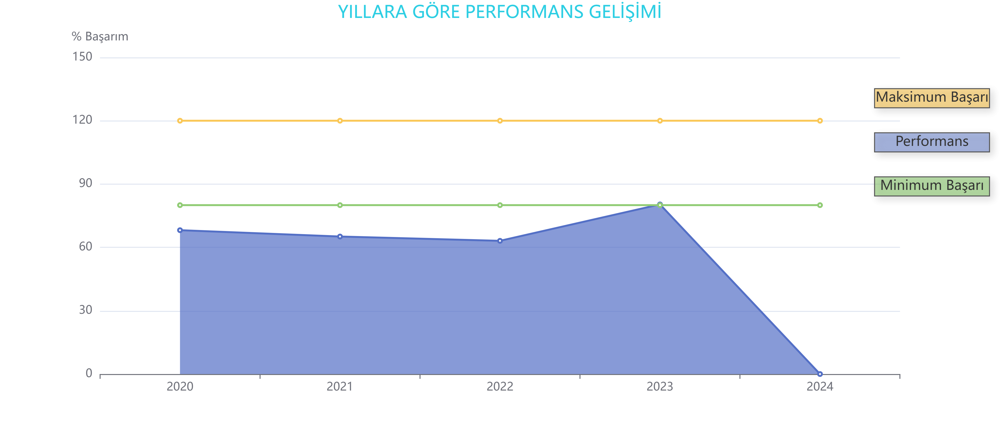 YILLARA GÖRE PERFORMANS GELİŞİMİ
% Başarım
150
120
90
60
30
0
2020 2021 2022 2023 2024
Maksimum Başarı
Performans
Minimum Başarı